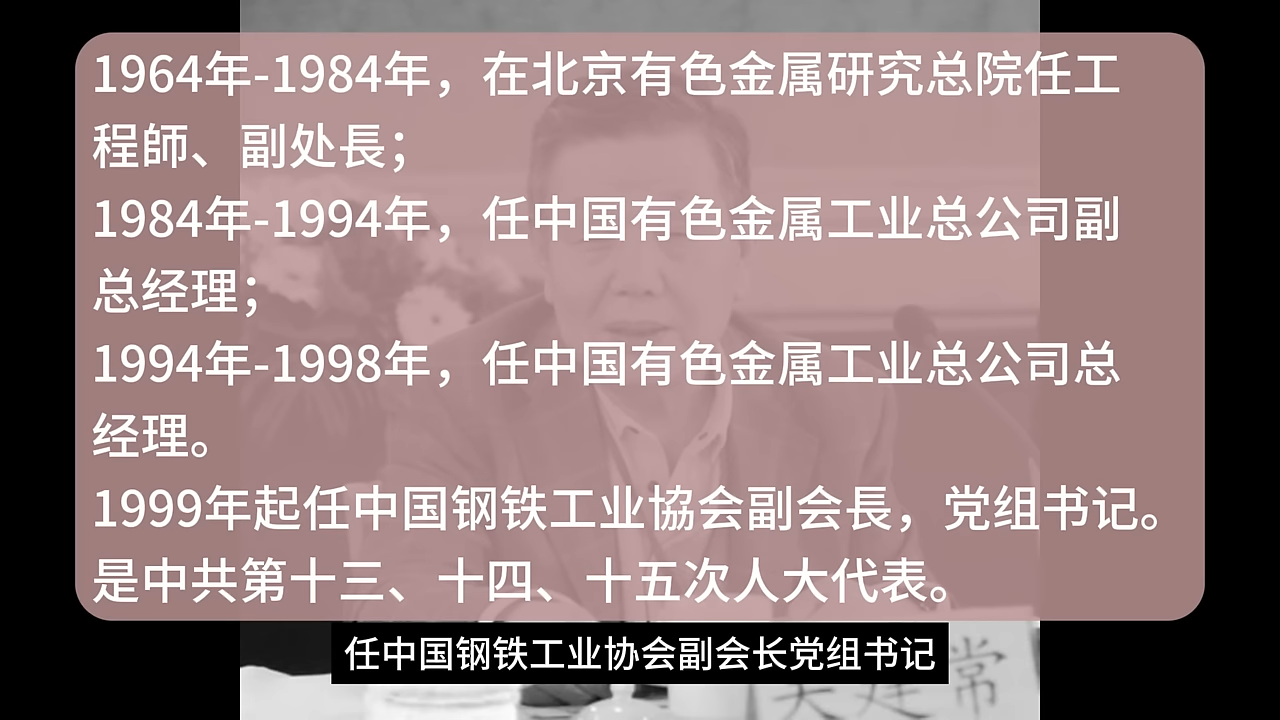 1964年-1984年，在北京有色金属研究总院任工
程師、副处長；
1984年-1994年，任中国有色金属工业总公司副
总经理；
1994年-1998年，任中国有色金属工业总公司总
经理。
1999年起任中国钢铁工业協会副会長，党组书记。
是中共第十三、十四、十五次人大代表。
任中国钢铁工业协会副会长党组书记
建常